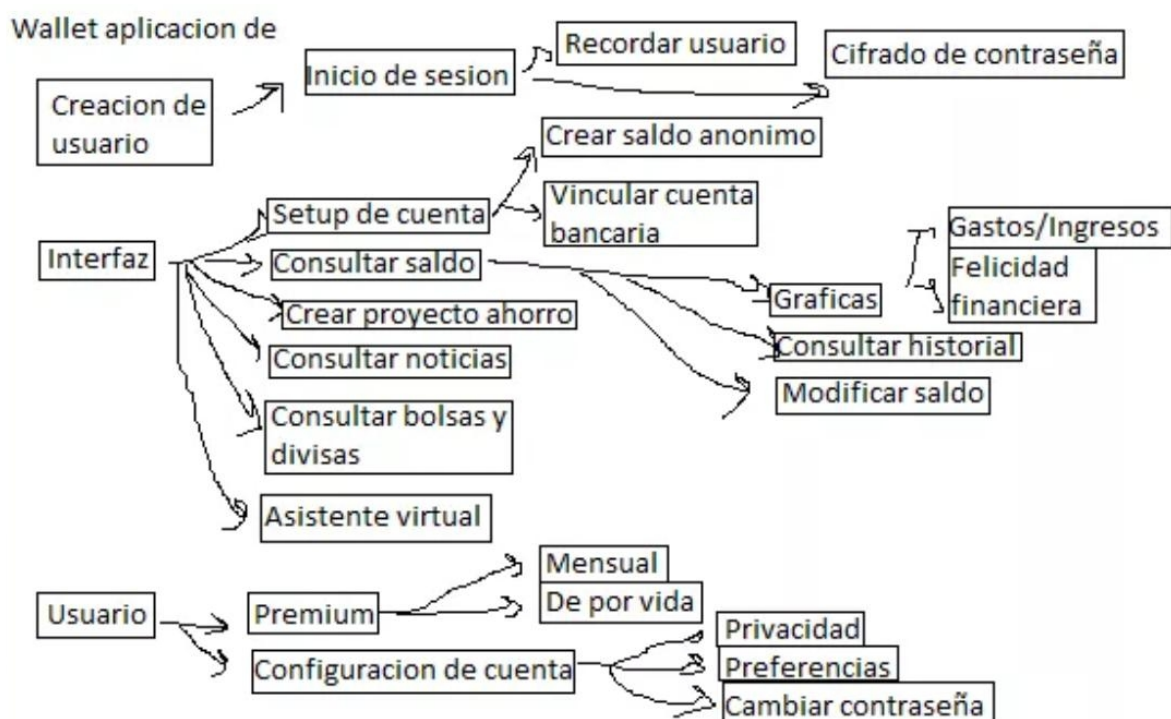 Wallet aplicacion de
Creacion de
usuario
Inicio de sesion
Recordar usuario
Cifrado de contraseña
Interfaz
Setup de cuenta
Crear saldo anonimo
Vincular cuenta
bancaria
Consultar saldo
Graficas
Gastos/Ingresos
Felicidad
financiera
Consultar historial
Modificar saldo
Crear proyecto ahorro
Consultar noticias
Consultar bolsas y
divisas
Asistente virtual
Usuario
Premium
Mensual
De por vida
Configuracion de cuenta
Privacidad
Preferencias
Cambiar contraseña